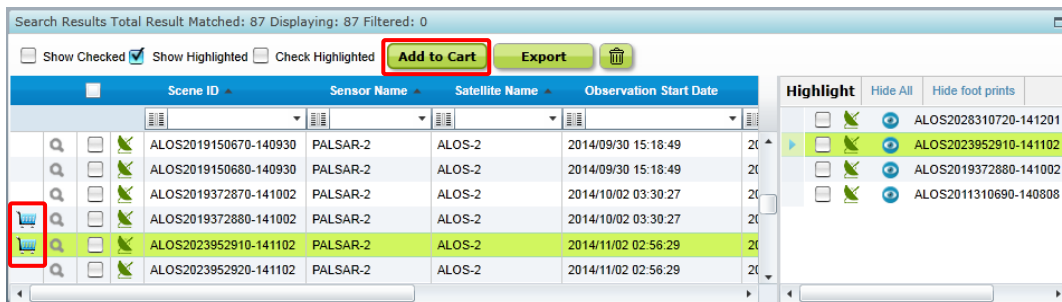 Search Results Total Result Matched: 87 Displaying: 87 Filtered: 0
Show Checked Show Highlighted Check Highlighted Add to Cart Export
Scene ID Sensor Name Satellite Name Observation Start Date
ALOS2019150670-140930 PALSAR-2 ALOS-2 2014/09/30 15:18:49 20
ALOS2019150680-140930 PALSAR-2 ALOS-2 2014/09/30 15:18:49 20
ALOS2019372870-141002 PALSAR-2 ALOS-2 2014/10/02 03:30:27 20
ALOS2019372880-141002 PALSAR-2 ALOS-2 2014/10/02 03:30:27 20
ALOS2023952910-141102 PALSAR-2 ALOS-2 2014/11/02 02:56:29 20
ALOS2023952920-141102 PALSAR-2 ALOS-2 2014/11/02 02:56:29 20
Highlight Hide All Hide foot prints
ALOS2028310720-141201
ALOS2023952910-141102
ALOS2019372880-141002
ALOS2011310690-140808